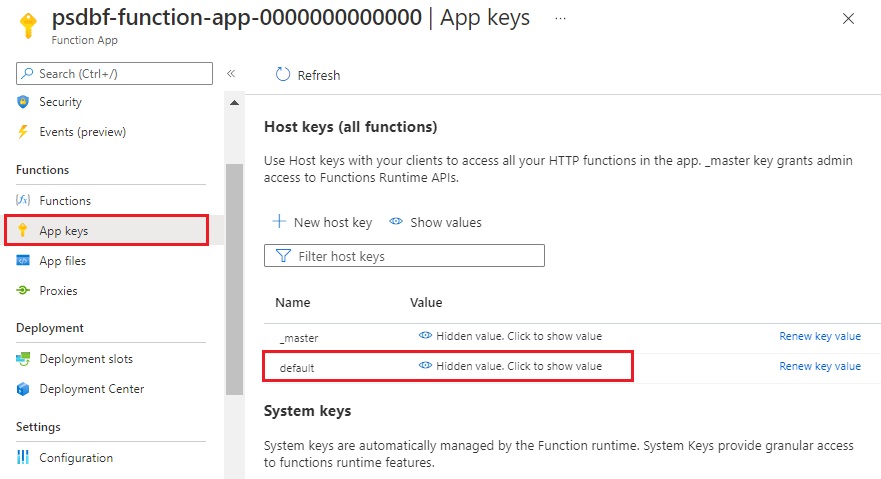 psdbf-function-app-0000000000000 | App keys ...
Function App
Search (Ctrl+/)
«
Security
Events (preview)
Functions
Functions
App keys
App files
Proxies
Deployment
Deployment slots
Deployment Center
Settings
Configuration
Refresh
Host keys (all functions)
Use Host keys with your clients to access all your HTTP functions in the app. _master key grants admin
access to Functions Runtime APIs.
New host key Show values
Filter host keys
Name Value
_master Hidden value. Click to show value Renew key value
default Hidden value. Click to show value Renew key value
System keys
System keys are automatically managed by the Function runtime. System Keys provide granular access
to functions runtime features.